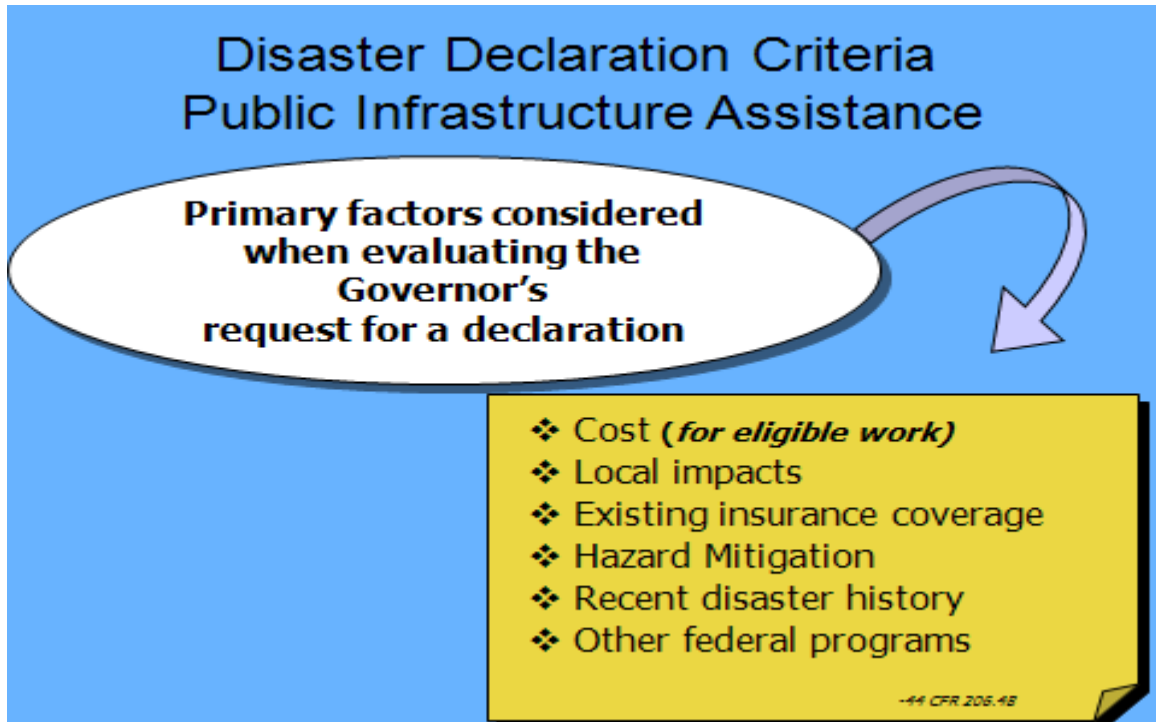 Disaster Declaration Criteria
Public Infrastructure Assistance
Primary factors considered
when evaluating the
Governor’s
request for a declaration
❖ Cost (for eligible work)
❖ Local impacts
❖ Existing insurance coverage
❖ Hazard Mitigation
❖ Recent disaster history
❖ Other federal programs
-44 CFR 206.48